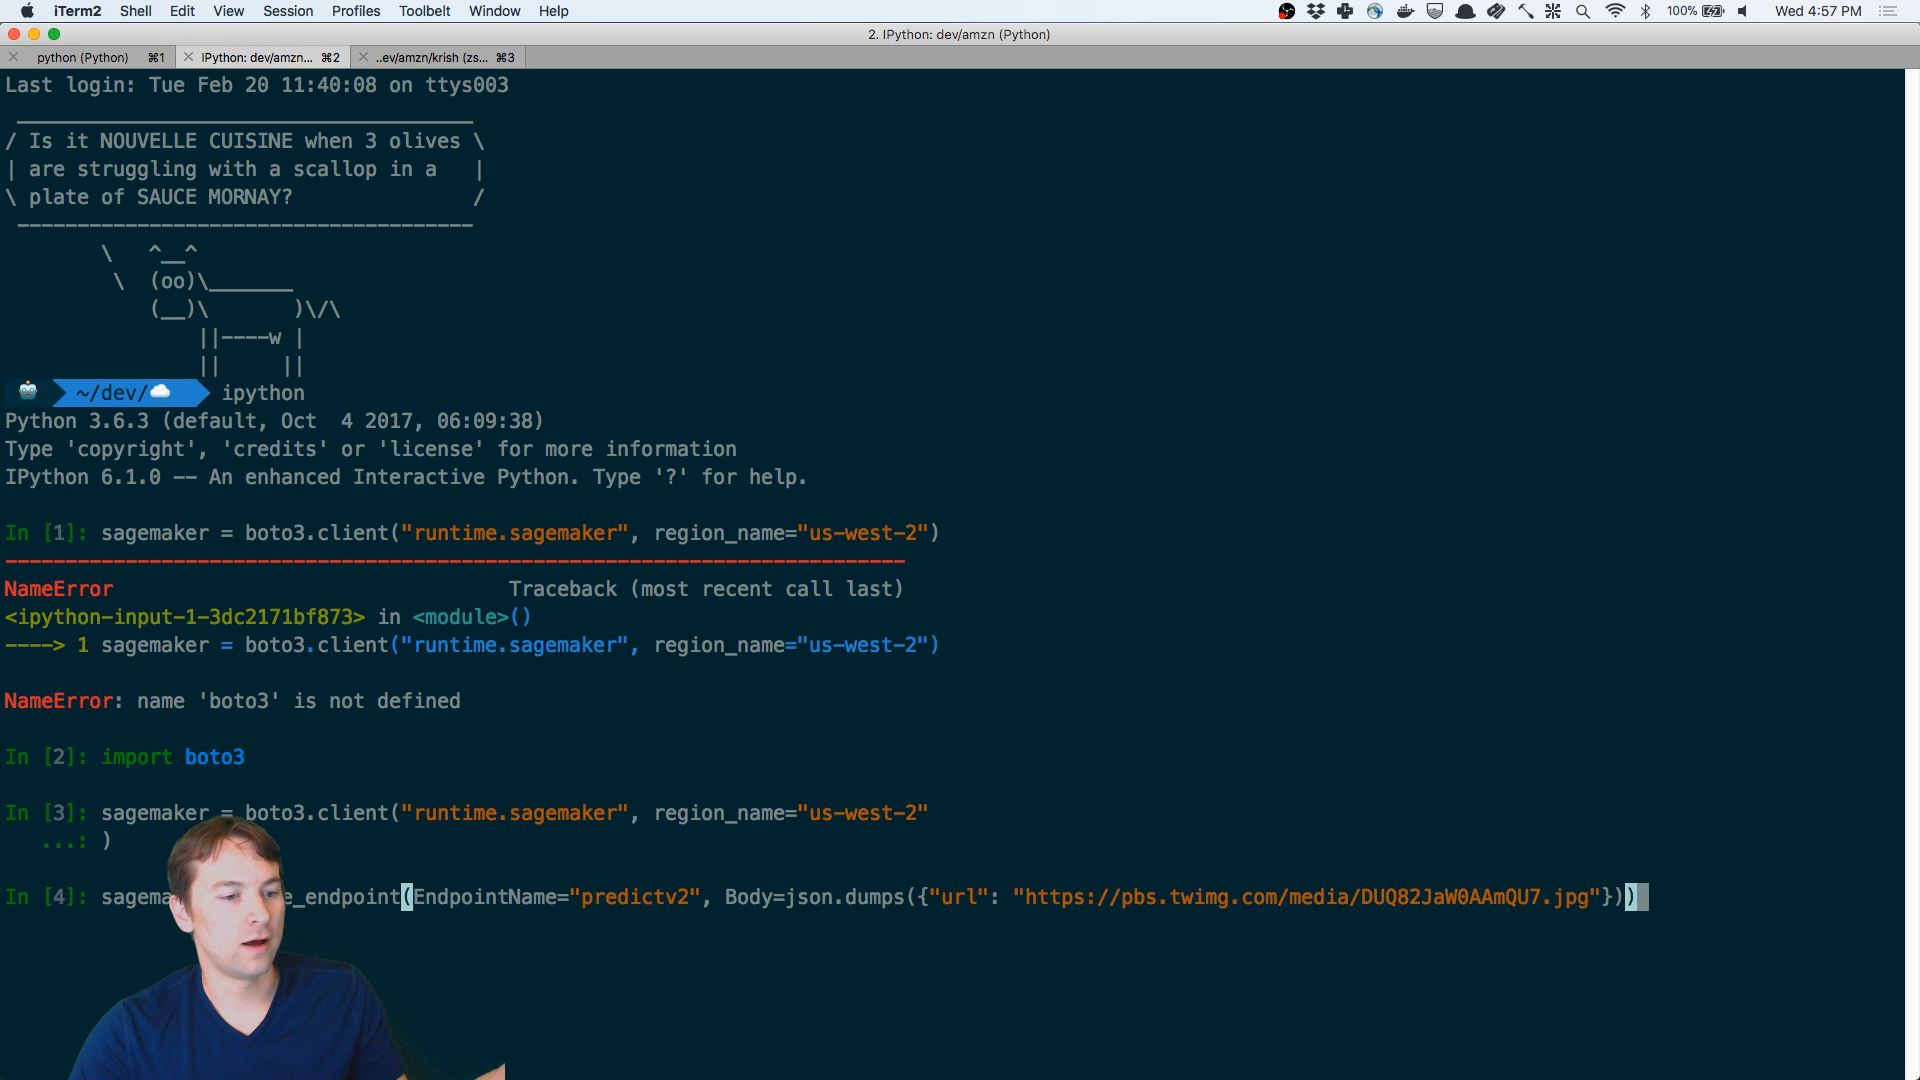 iTerm2 Shell Edit View Session Profiles Toolbelt Window Help 100% Wed 4:57 PM
2. IPython: dev/amzn (Python)
python (Python) ⌘1 IPython: dev/amzn... ⌘2 ..ev/amzn/krish (zs... ⌘3
Last login: Tue Feb 20 11:40:08 on ttys003
/ Is it NOUVELLE CUISINE when 3 olives \
| are struggling with a scallop in a |
\ plate of SAUCE MORNAY? /
\ ^__^
\ (oo)\_______
(__)\ )\/\
||----w |
|| ||
~/dev/ ipython
Python 3.6.3 (default, Oct 4 2017, 06:09:38)
Type 'copyright', 'credits' or 'license' for more information
IPython 6.1.0 -- An enhanced Interactive Python. Type '?' for help.
In [1]: sagemaker = boto3.client("runtime.sagemaker", region_name="us-west-2")
NameError Traceback (most recent call last)
<ipython-input-1-3dc2171bf873> in <module>()
----> 1 sagemaker = boto3.client("runtime.sagemaker", region_name="us-west-2")
NameError: name 'boto3' is not defined
In [2]: import boto3
In [3]: sagemaker = boto3.client("runtime.sagemaker", region_name="us-west-2"
...: )
In [4]: sagema e_endpoint(EndpointName="predictv2", Body=json.dumps({"url": "https://pbs.twimg.com/media/DUQ82JaW0AAmQU7.jpg"}))